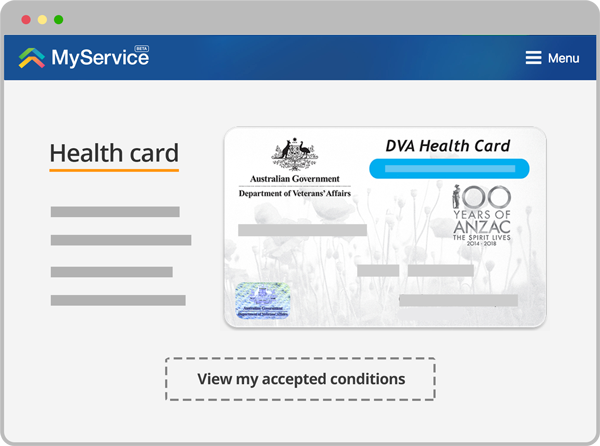 MyService BETA
Menu
Health card
Australian Government
Department of Veterans' Affairs
DVA Health Card
100
YEARS OF
ANZAC
THE SPIRIT LIVES
2014 - 2018
View my accepted conditions